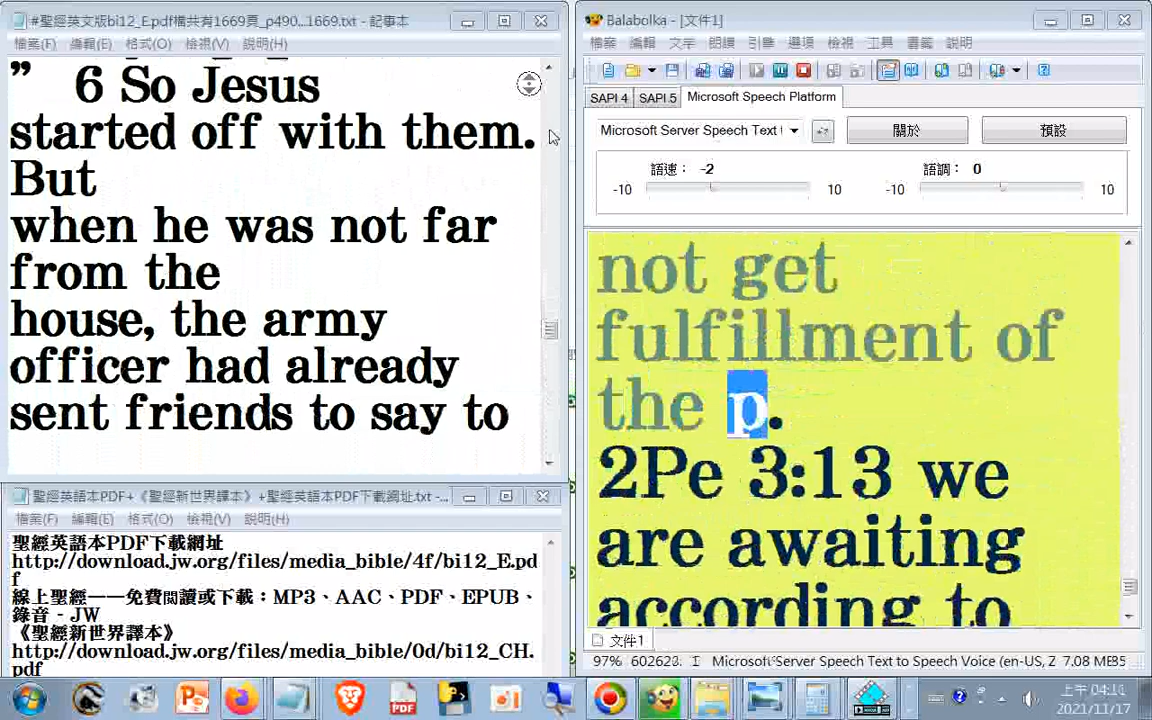 #聖經英文版bi12_E.pdf檔共有1669頁_p490...1669.txt - 記事本
檔案(F) 編輯(E) 格式(O) 檢視(V) 說明(H)
” 6 So Jesus
started off with them.
But
when he was not far
from the
house, the army
officer had already
sent friends to say to
聖經英語本PDF+《聖經新世界譯本》+聖經英語本PDF下載網址.txt -...
檔案(F) 編輯(E) 格式(O) 檢視(V) 說明(H)
聖經英語本PDF下載網址
http://download.jw.org/files/media_bible/4f/bi12_E.pd
f
線上聖經——免費閱讀或下載：MP3、AAC、PDF、EPUB、
錄音 - JW
《聖經新世界譯本》
http://download.jw.org/files/media_bible/0d/bi12_CH.
pdf
Balabolka - [文件1]
檔案 編輯 文字 朗讀 引擎 選項 檢視 工具 書籤 說明
SAPI 4 SAPI 5 Microsoft Speech Platform
Microsoft Server Speech Text 關於 預設
語速： -2 語調： 0
-10 10 -10 10
not get
fulfillment of
the p.
2Pe 3:13 we
are awaiting
according to
文件1
97% Microsoft Server Speech Text to Speech Voice (en-US, Z 7.08 MB
上午 04:16
2021/11/17